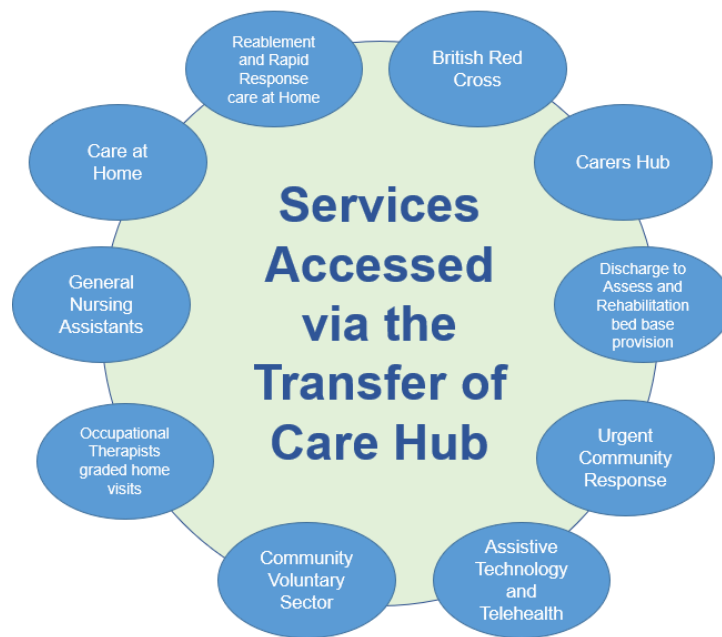 Reablement
and Rapid
Response
care at Home
British Red
Cross
Care at
Home
Carers Hub
Services
Accessed
via the
Transfer of
Care Hub
General
Nursing
Assistants
Discharge to
Assess and
Rehabilitation
bed base
provision
Occupational
Therapists
graded home
visits
Urgent
Community
Response
Community
Voluntary
Sector
Assistive
Technology
and
Telehealth